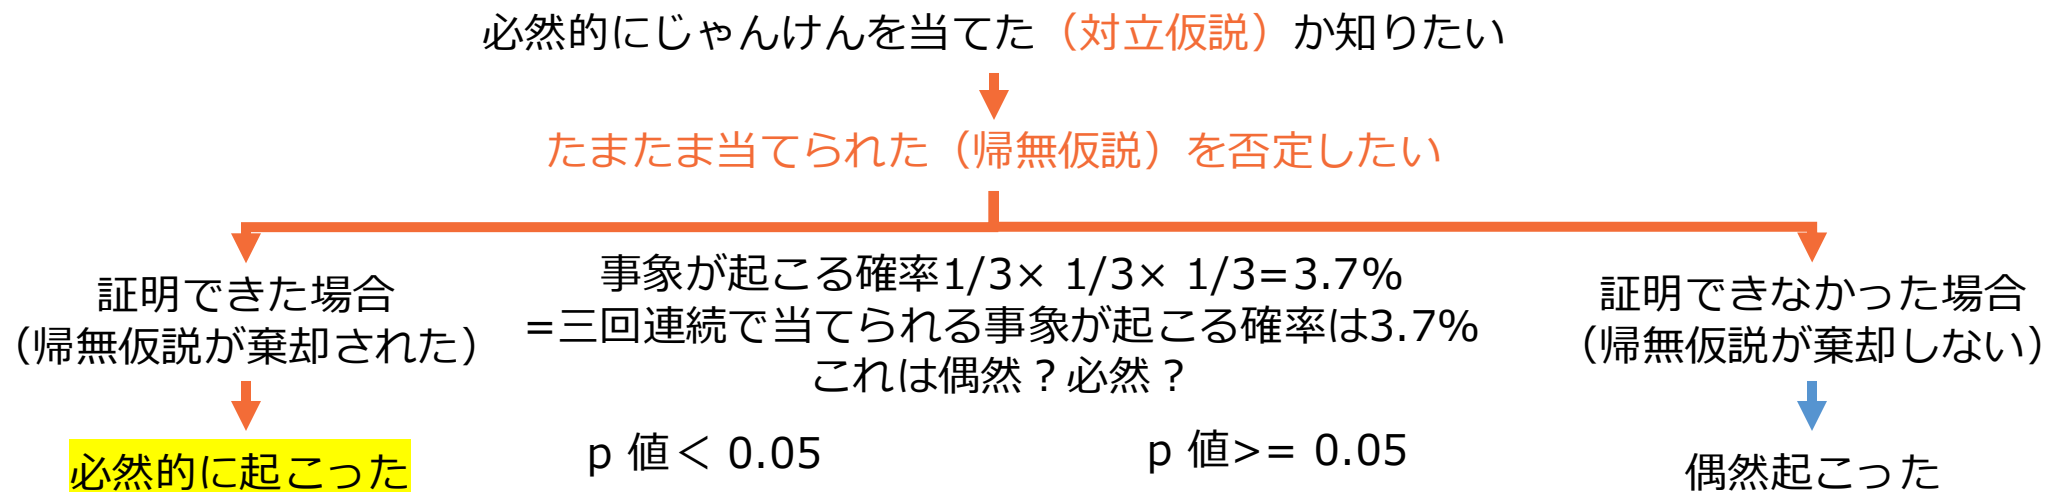 必然的にじゃんけんを当てた（対立仮説）か知りたい
たまたま当てられた（帰無仮説）を否定したい
証明できた場合
（帰無仮説が棄却された）
必然的に起こった
事象が起こる確率1/3× 1/3× 1/3=3.7%
=三回連続で当てられる事象が起こる確率は3.7%
これは偶然？必然？
p 値＜ 0.05
p 値>= 0.05
証明できなかった場合
（帰無仮説が棄却しない）
偶然起こった